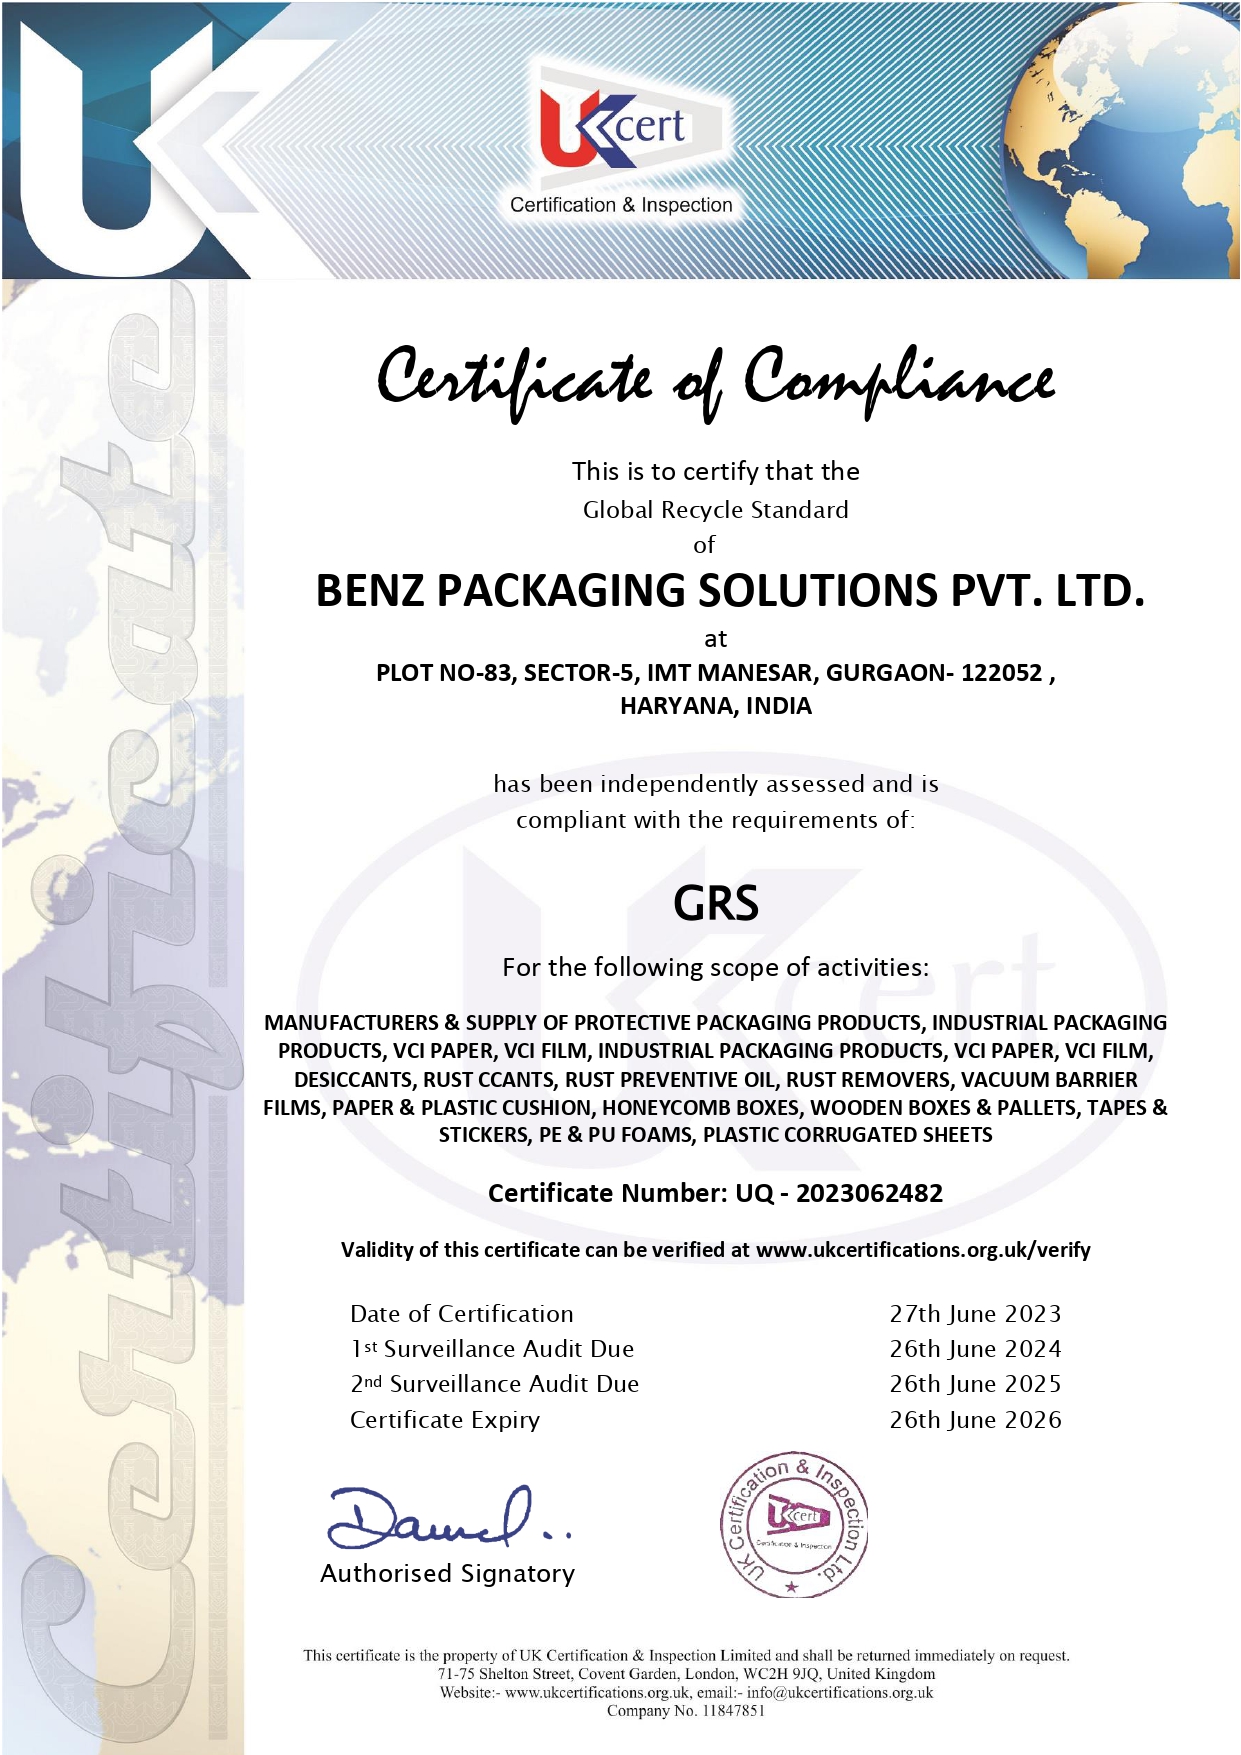 UK
UKcert
Certification & Inspection
Certificate
Certificate of Compliance
This is to certify that the
Global Recycle Standard
of
BENZ PACKAGING SOLUTIONS PVT. LTD.
at
PLOT NO-83, SECTOR-5, IMT MANESAR, GURGAON- 122052 ,
HARYANA, INDIA
has been independently assessed and is
compliant with the requirements of:
GRS
For the following scope of activities:
MANUFACTURERS & SUPPLY OF PROTECTIVE PACKAGING PRODUCTS, INDUSTRIAL PACKAGING
PRODUCTS, VCI PAPER, VCI FILM, INDUSTRIAL PACKAGING PRODUCTS, VCI PAPER, VCI FILM,
DESICCANTS, RUST CCANTS, RUST PREVENTIVE OIL, RUST REMOVERS, VACUUM BARRIER
FILMS, PAPER & PLASTIC CUSHION, HONEYCOMB BOXES, WOODEN BOXES & PALLETS, TAPES &
STICKERS, PE & PU FOAMS, PLASTIC CORRUGATED SHEETS
Certificate Number: UQ - 2023062482
Validity of this certificate can be verified at www.ukcertifications.org.uk/verify
Date of Certification 27th June 2023
1st Surveillance Audit Due 26th June 2024
2nd Surveillance Audit Due 26th June 2025
Certificate Expiry 26th June 2026
Authorised Signatory
UK Certification & Inspection Ltd.
UKcert
Certification & Inspection
This certificate is the property of UK Certification & Inspection Limited and shall be returned immediately on request.
71-75 Shelton Street, Covent Garden, London, WC2H 9JQ, United Kingdom
Website:- www.ukcertifications.org.uk, email:- info@ukcertifications.org.uk
Company No. 11847851